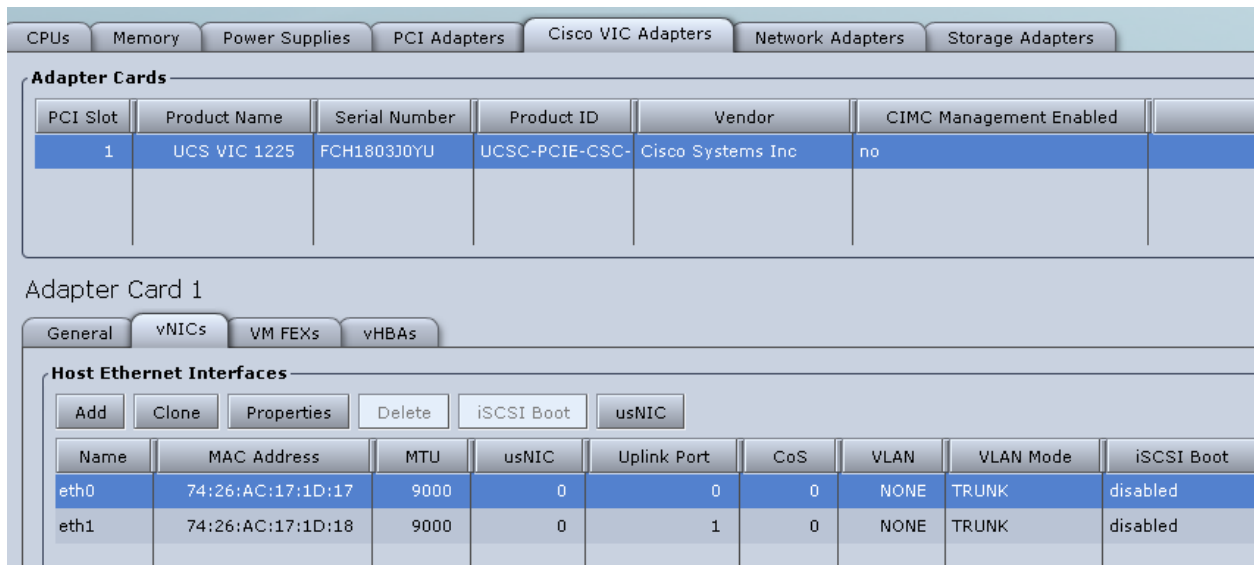 CPUs Memory Power Supplies PCI Adapters Cisco VIC Adapters Network Adapters Storage Adapters
Adapter Cards
PCI Slot Product Name Serial Number Product ID Vendor CIMC Management Enabled
1 UCS VIC 1225 FCH1803J0YU UCSC-PCIE-CSC- Cisco Systems Inc no
Adapter Card 1
General vNICs VM FEXs vHBAs
Host Ethernet Interfaces
Add Clone Properties Delete iSCSI Boot usNIC
Name MAC Address MTU usNIC Uplink Port CoS VLAN VLAN Mode iSCSI Boot
eth0 74:26:AC:17:1D:17 9000 0 0 0 NONE TRUNK disabled
eth1 74:26:AC:17:1D:18 9000 0 1 0 NONE TRUNK disabled